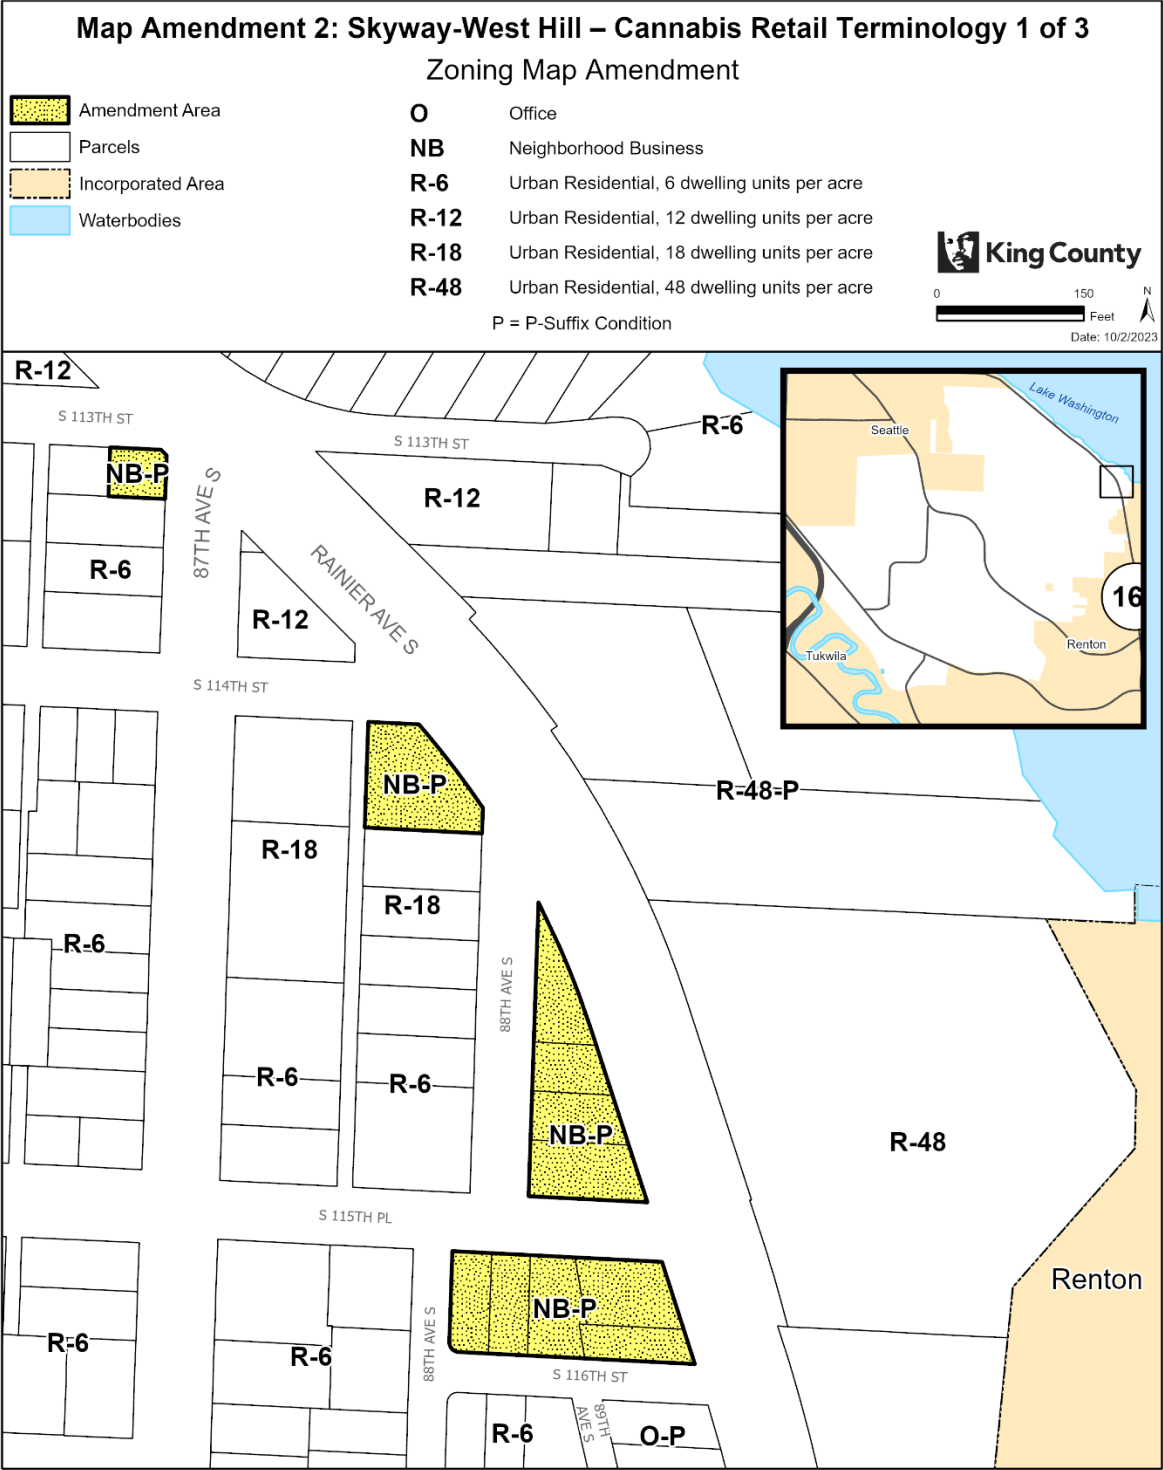 Map Amendment 2: Skyway-West Hill – Cannabis Retail Terminology 1 of 3
Zoning Map Amendment
Amendment Area
Parcels
Incorporated Area
Waterbodies
O Office
NB Neighborhood Business
R-6 Urban Residential, 6 dwelling units per acre
R-12 Urban Residential, 12 dwelling units per acre
R-18 Urban Residential, 18 dwelling units per acre
R-48 Urban Residential, 48 dwelling units per acre
P = P-Suffix Condition
King County
0 150
Feet
N
Date: 10/2/2023
R-12
S 113TH ST
S 113TH ST
R-6
Lake Washington
Seattle
NB-P
87TH AVE S
R-12
R-6
RAINIER AVE S
R-12
16
Renton
Tukwila
S 114TH ST
NB-P
R-48-P
R-18
R-18
R-6
88TH AVE S
R-6
R-6
NB-P
R-48
S 115TH PL
Renton
NB-P
R-6
R-6
88TH AVE S
S 116TH ST
R-6
89TH
AVE S
O-P